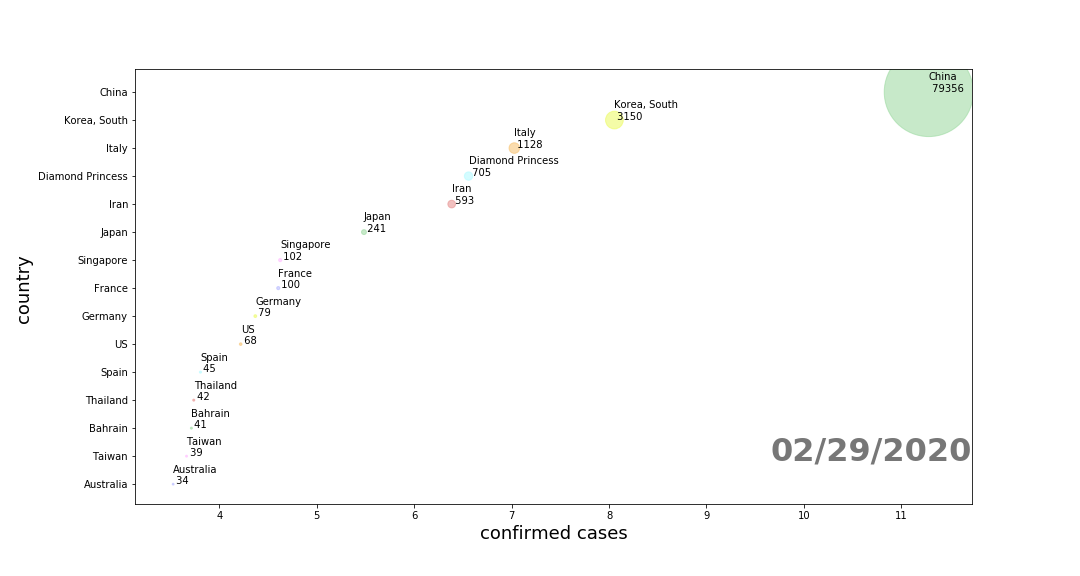 China
79356
China
Korea, South
3150
Korea, South
Italy
1128
Italy
Diamond Princess
705
Diamond Princess
Iran
593
Iran
Japan
241
Japan
Singapore
102
Singapore
France
100
France
Germany
79
Germany
US
68
US
Spain
45
Spain
Thailand
42
Thailand
Bahrain
41
Bahrain
Taiwan
39
Taiwan
02/29/2020
Australia
34
Australia
country
4 5 6 7 8 9 10 11
confirmed cases